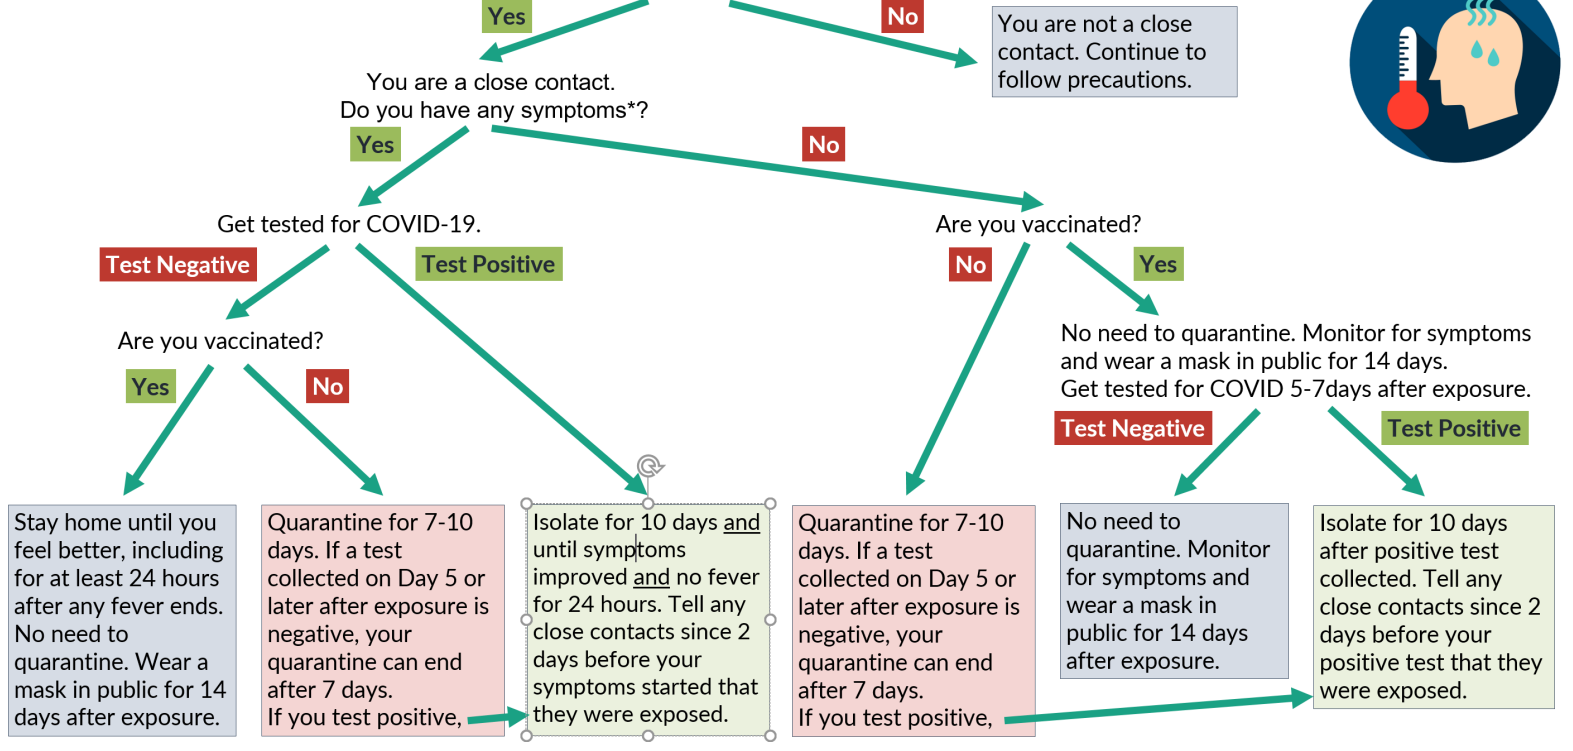 Yes
No
You are not a close
contact. Continue to
follow precautions.
You are a close contact.
Do you have any symptoms*?
Yes
No
Get tested for COVID-19.
Are you vaccinated?
Test Negative
Test Positive
No
Yes
Are you vaccinated?
No need to quarantine. Monitor for symptoms
and wear a mask in public for 14 days.
Get tested for COVID 5-7days after exposure.
Yes
No
Test Negative
Test Positive
Stay home until you
feel better, including
for at least 24 hours
after any fever ends.
No need to
quarantine. Wear a
mask in public for 14
days after exposure.
Quarantine for 7-10
days. If a test
collected on Day 5 or
later after exposure is
negative, your
quarantine can end
after 7 days.
If you test positive,
Isolate for 10 days and
until symptoms
improved and no fever
for 24 hours. Tell any
close contacts since 2
days before your
symptoms started that
they were exposed.
Quarantine for 7-10
days. If a test
collected on Day 5 or
later after exposure is
negative, your
quarantine can end
after 7 days.
If you test positive,
No need to
quarantine. Monitor
for symptoms and
wear a mask in
public for 14 days
after exposure.
Isolate for 10 days
after positive test
collected. Tell any
close contacts since 2
days before your
positive test that they
were exposed.